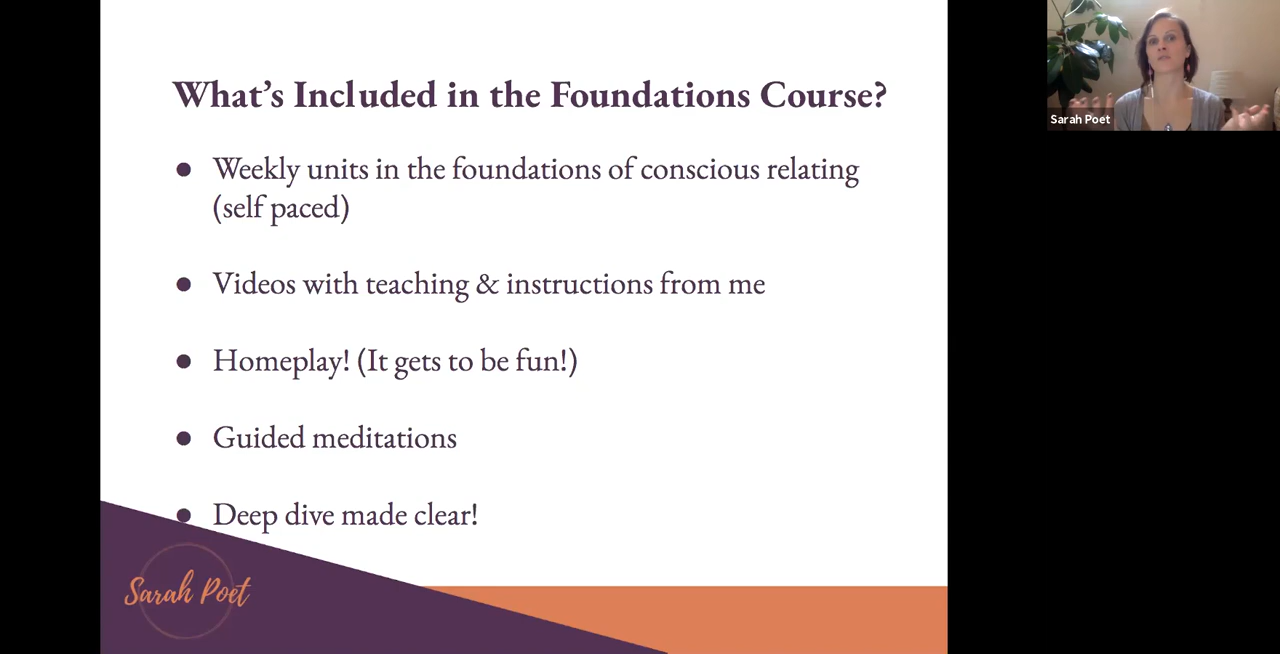 What's Included in the Foundations Course?
● Weekly units in the foundations of conscious relating
(self paced)
● Videos with teaching & instructions from me
● Homeplay! (It gets to be fun!)
● Guided meditations
● Deep dive made clear!
Sarah Poet
Sarah Poet